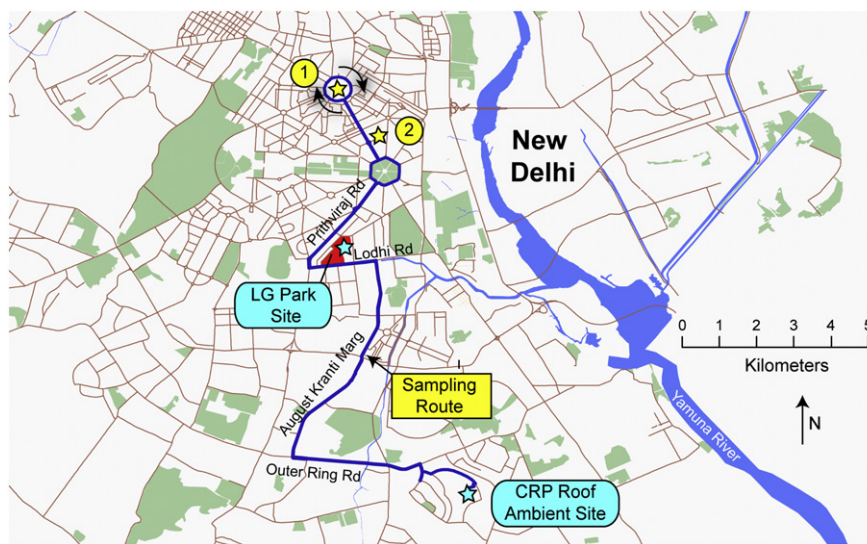 1
2
New
Delhi
Prithviraj Rd
Lodhi Rd
LG Park
Site
0 1 2 3 4 5
Kilometers
August Kranti Marg
Sampling
Route
N
Yamuna River
Outer Ring Rd
CRP Roof
Ambient Site